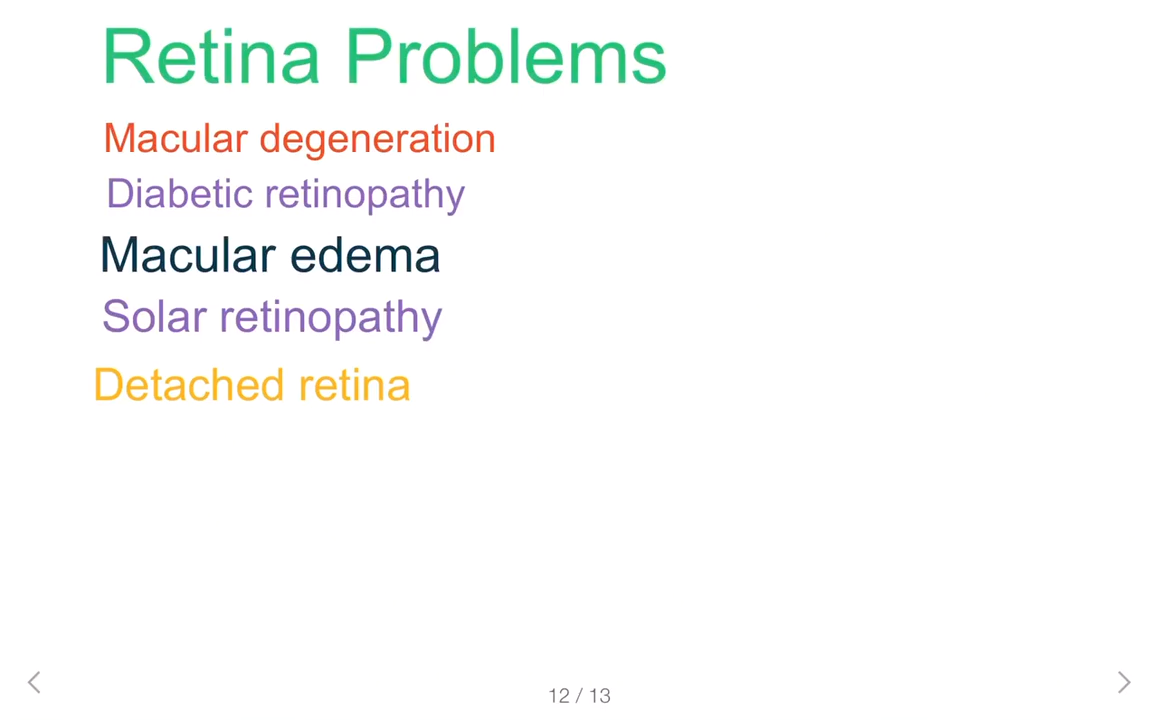 Retina Problems
Macular degeneration
Diabetic retinopathy
Macular edema
Solar retinopathy
Detached retina
12 / 13